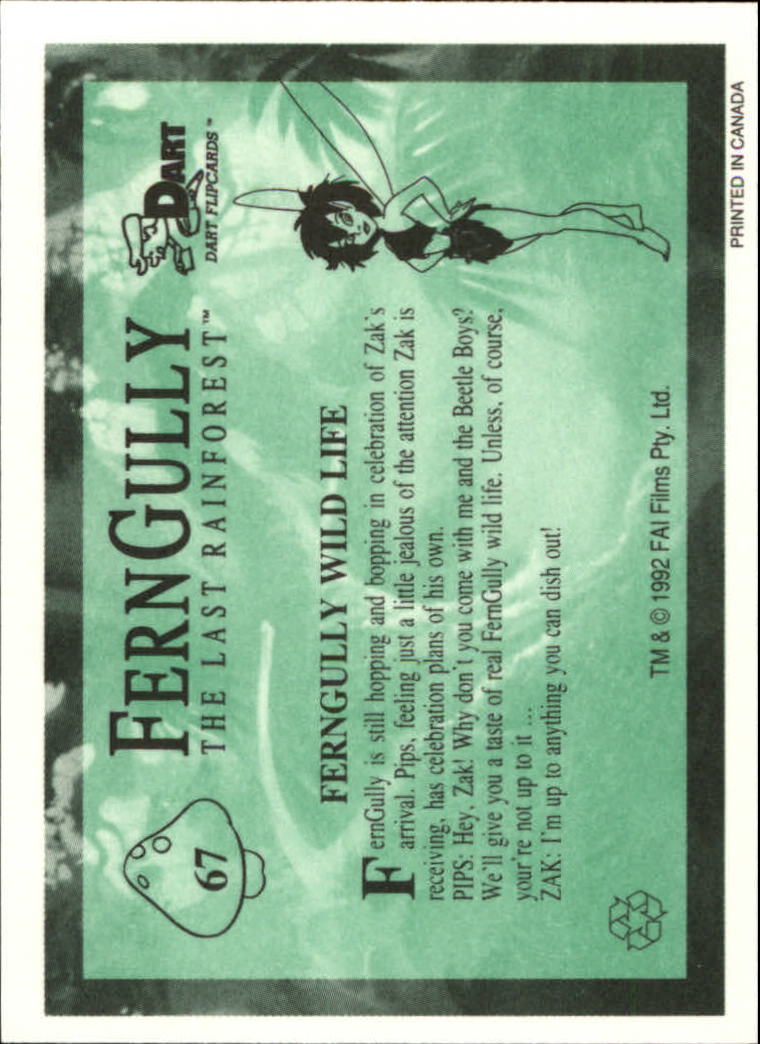 67
FERNGULLY
THE LAST RAINFOREST™
DART
DART FLIPCARDS™
FERNGULLY WILD LIFE
FernGully is still hopping and bopping in celebration of Zak's
arrival. Pips, feeling just a little jealous of the attention Zak is
receiving, has celebration plans of his own.
PIPS: Hey, Zak! Why don't you come with me and the Beetle Boys?
We'll give you a taste of real FernGully wild life. Unless, of course,
your're not up to it ...
ZAK: I'm up to anything you can dish out!
TM & © 1992 FAI Films Pty. Ltd.
PRINTED IN CANADA